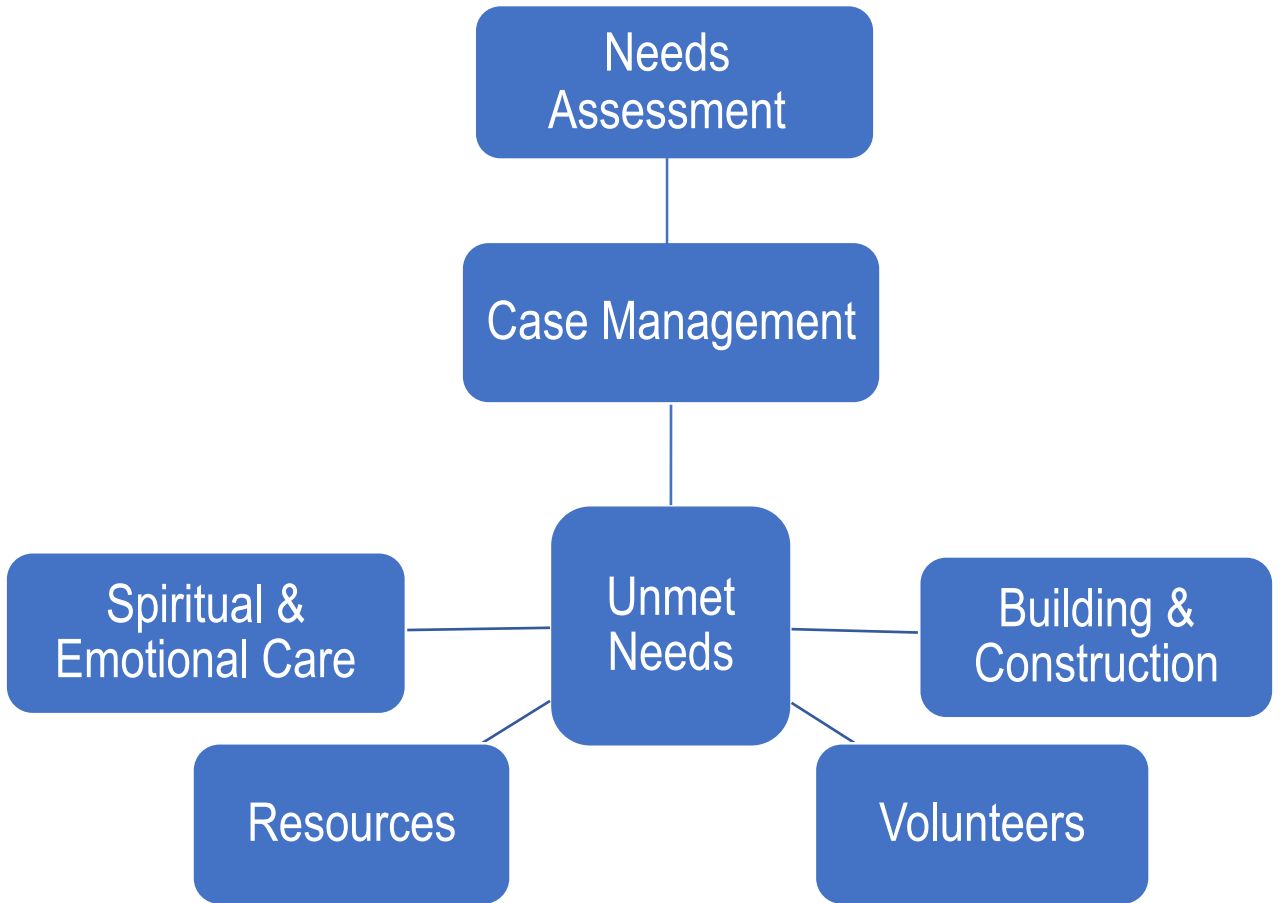 Needs
Assessment
Case Management
Spiritual &
Emotional Care
Unmet
Needs
Building &
Construction
Resources
Volunteers